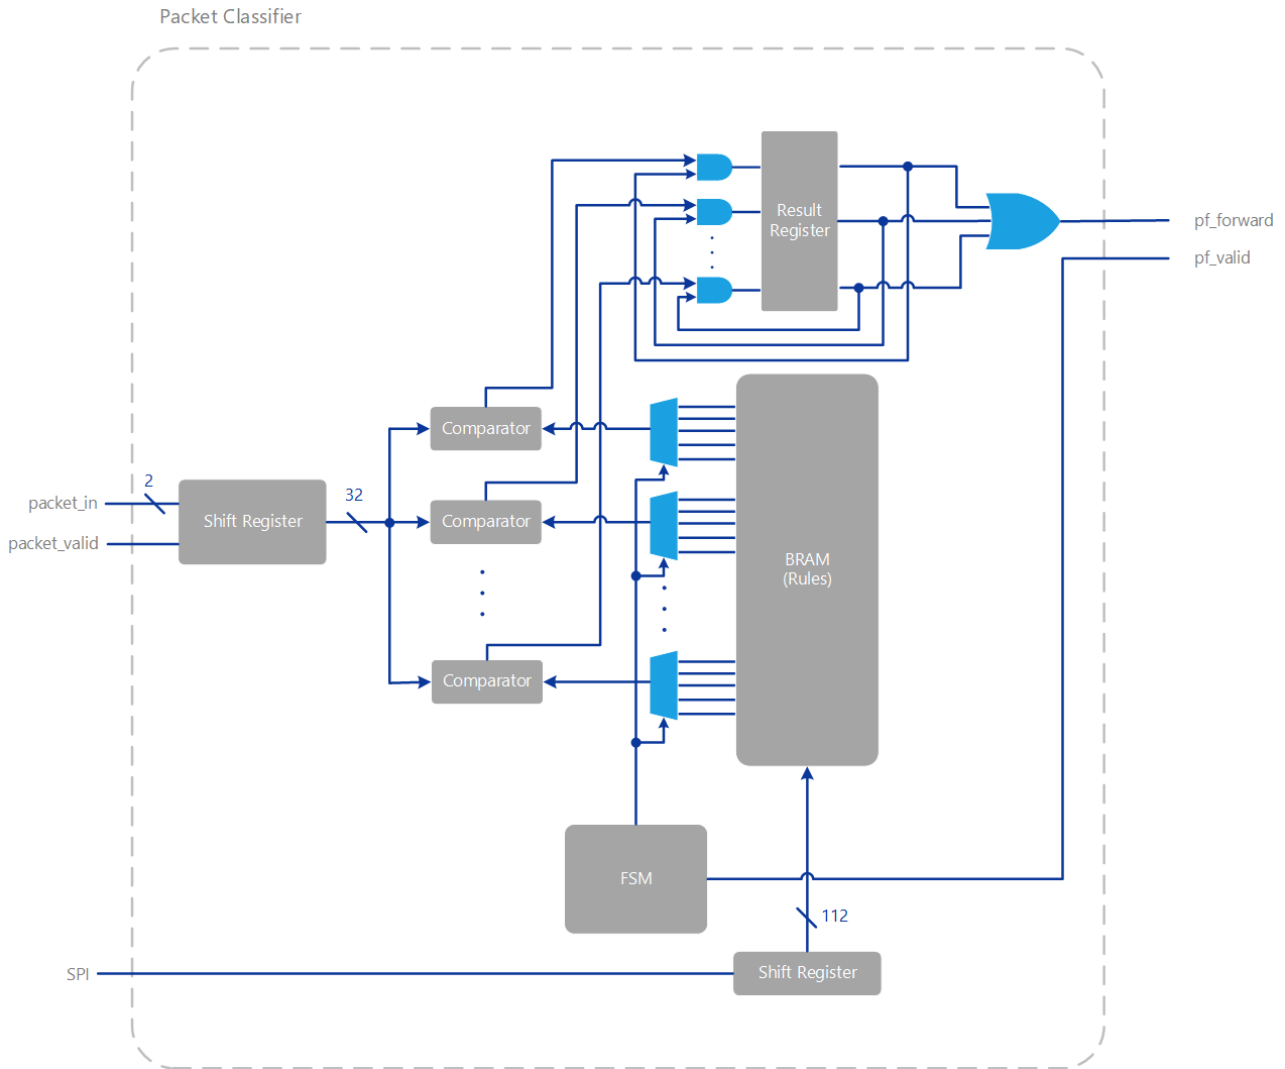 Packet Classifier
Result
Register
pf_forward
pf_valid
Comparator
2
packet_in
packet_valid
Shift Register
32
Comparator
BRAM
(Rules)
Comparator
FSM
112
SPI
Shift Register